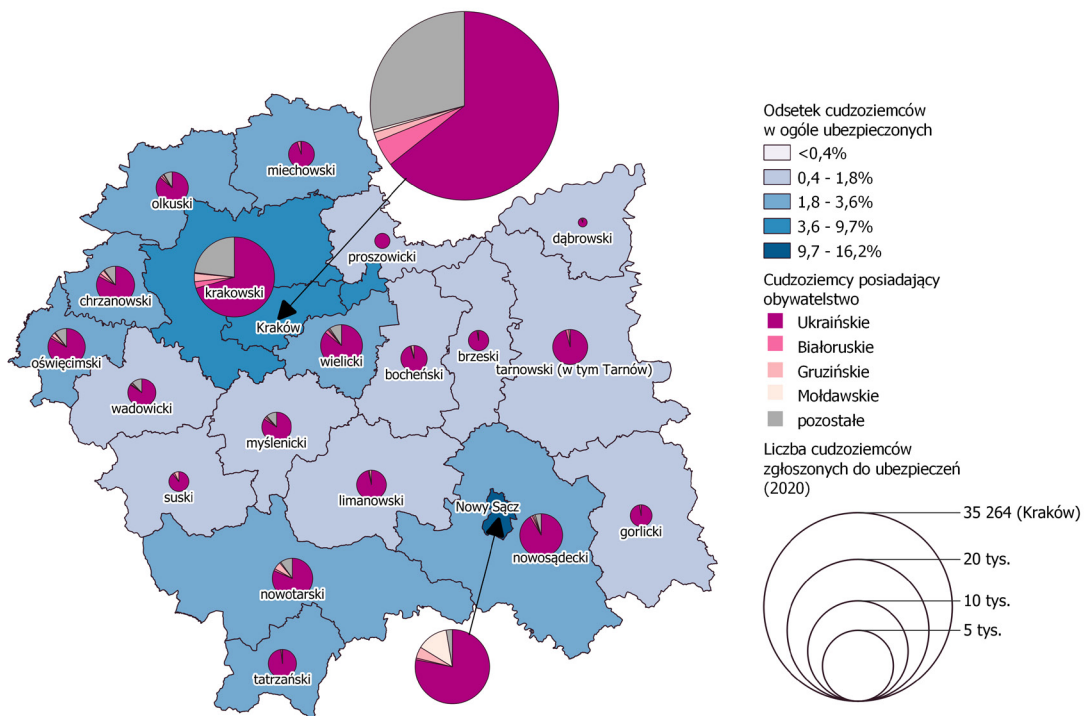 miechowski
olkuski
dąbrowski
proszowicki
krakowski
chrzanowski
Kraków
oświęcimski
wielicki
bocheński
brzeski
tarnowski (w tym Tarnów)
wadowicki
myślenicki
suski
limanowski
Nowy Sącz
gorlicki
nowosądecki
nowotarski
tatrzański
Odsetek cudzoziemców
w ogóle ubezpieczonych
<0,4%
0,4 - 1,8%
1,8 - 3,6%
3,6 - 9,7%
9,7 - 16,2%
Cudzoziemcy posiadający
obywatelstwo
Ukraińskie
Białoruskie
Gruzińskie
Mołdawskie
pozostałe
Liczba cudzoziemców
zgłoszonych do ubezpieczeń
(2020)
35 264 (Kraków)
20 tys.
10 tys.
5 tys.